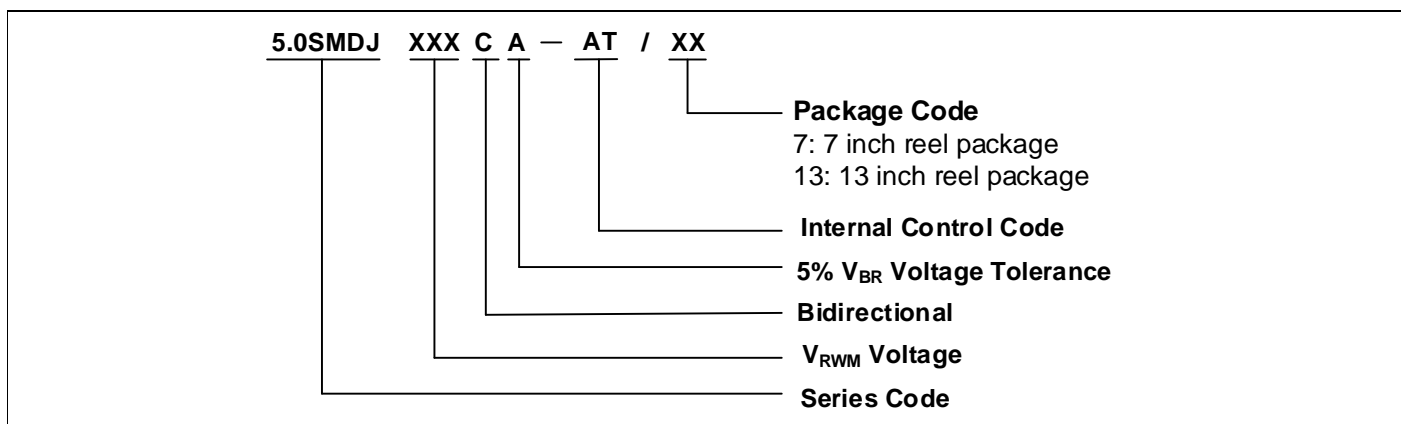 5.0SMDJ XXX C A — AT / XX
Package Code
7: 7 inch reel package
13: 13 inch reel package
Internal Control Code
5% VBR Voltage Tolerance
Bidirectional
VRWM Voltage
Series Code